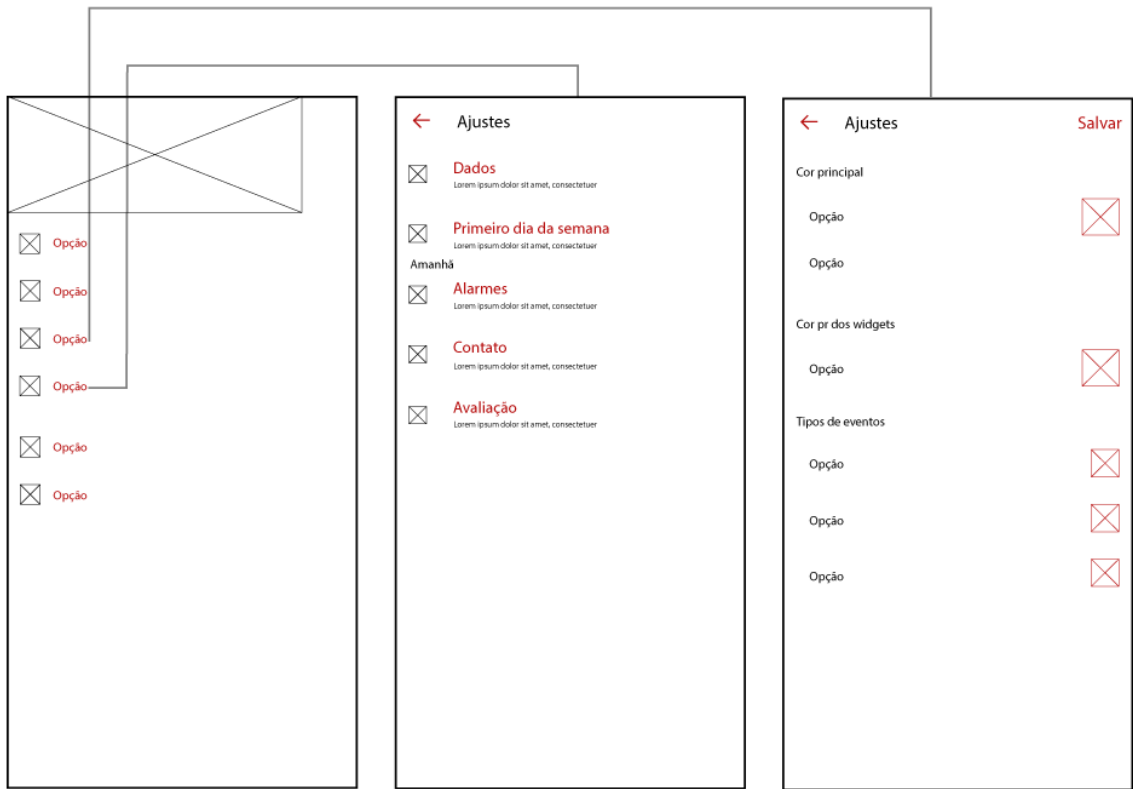 Opção
Opção
Opção
Opção
Opção
Opção
Ajustes
Dados
Lorem ipsum dolor sit amet, consectetuer
Primeiro dia da semana
Lorem ipsum dolor sit amet, consectetuer
Amanhã
Alarmes
Lorem ipsum dolor sit amet, consectetuer
Contato
Lorem ipsum dolor sit amet, consectetuer
Avaliação
Lorem ipsum dolor sit amet, consectetuer
Ajustes Salvar
Cor principal
Opção
Opção
Cor pr dos widgets
Opção
Tipos de eventos
Opção
Opção
Opção